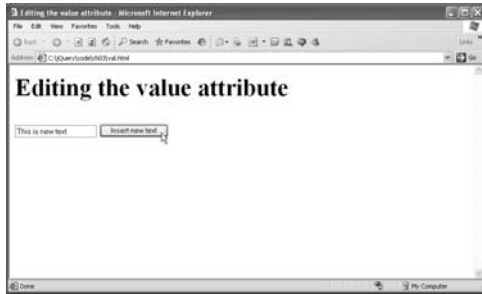 Editing the value attribute - Microsoft Internet Explorer
File Edit View Favorites Tools Help
Back Search Favorites Links
Address C:\jQuery\code\ch03\val.html Go
Editing the value attribute
This is new text Insert new text
Done My Computer